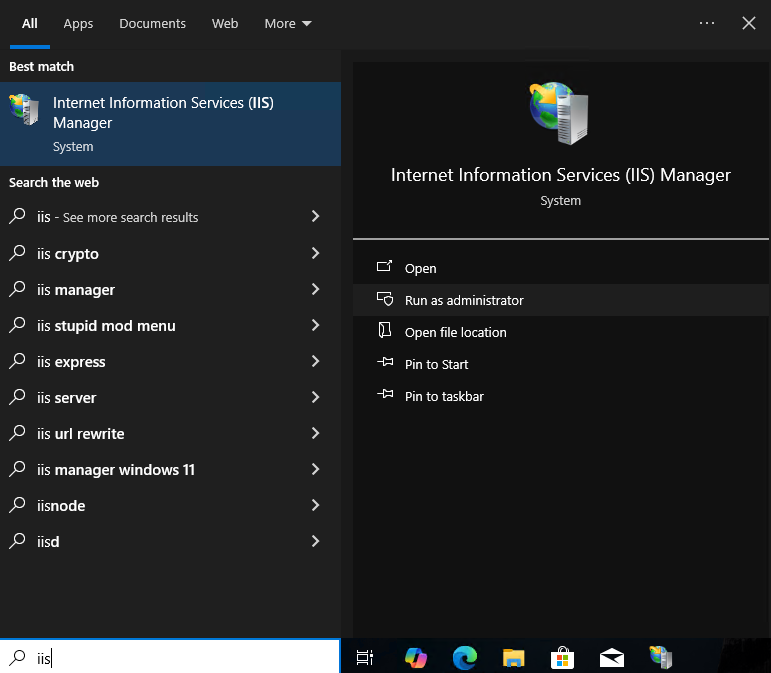 All Apps Documents Web More
Best match
Internet Information Services (IIS)
Manager
System
Search the web
iis - See more search results
iis crypto
iis manager
iis stupid mod menu
iis express
iis server
iis url rewrite
iis manager windows 11
iisnode
iisd
iis
Internet Information Services (IIS) Manager
System
Open
Run as administrator
Open file location
Pin to Start
Pin to taskbar